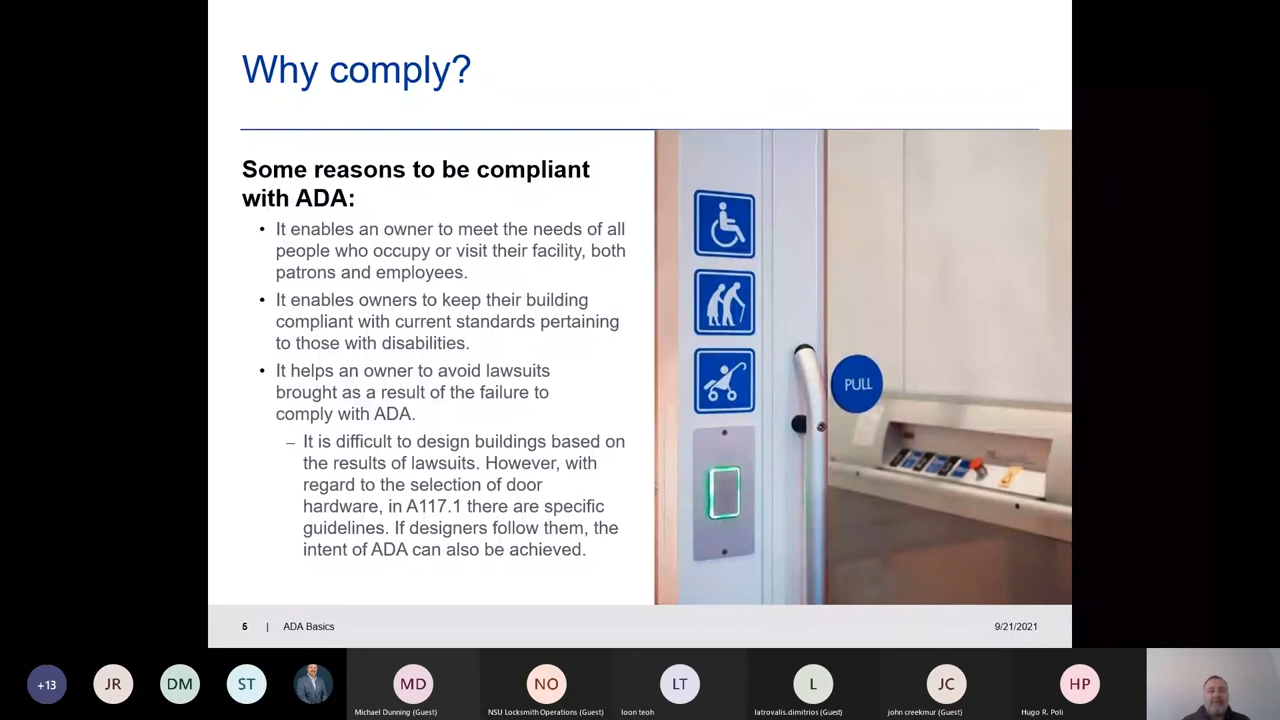 Why comply?
Some reasons to be compliant
with ADA:
• It enables an owner to meet the needs of all
people who occupy or visit their facility, both
patrons and employees.
• It enables owners to keep their building
compliant with current standards pertaining
to those with disabilities.
• It helps an owner to avoid lawsuits
brought as a result of the failure to
comply with ADA.
– It is difficult to design buildings based on
the results of lawsuits. However, with
regard to the selection of door
hardware, in A117.1 there are specific
guidelines. If designers follow them, the
intent of ADA can also be achieved.
PULL
5 | ADA Basics 9/21/2021
+13 JR DM ST MD NO LT L JC HP
Michael Dunning (Guest) NSU Locksmith Operations (Guest) loon teoh Iatrovalis.dimitrios (Guest) john creekmur (Guest) Hugo R. Poli